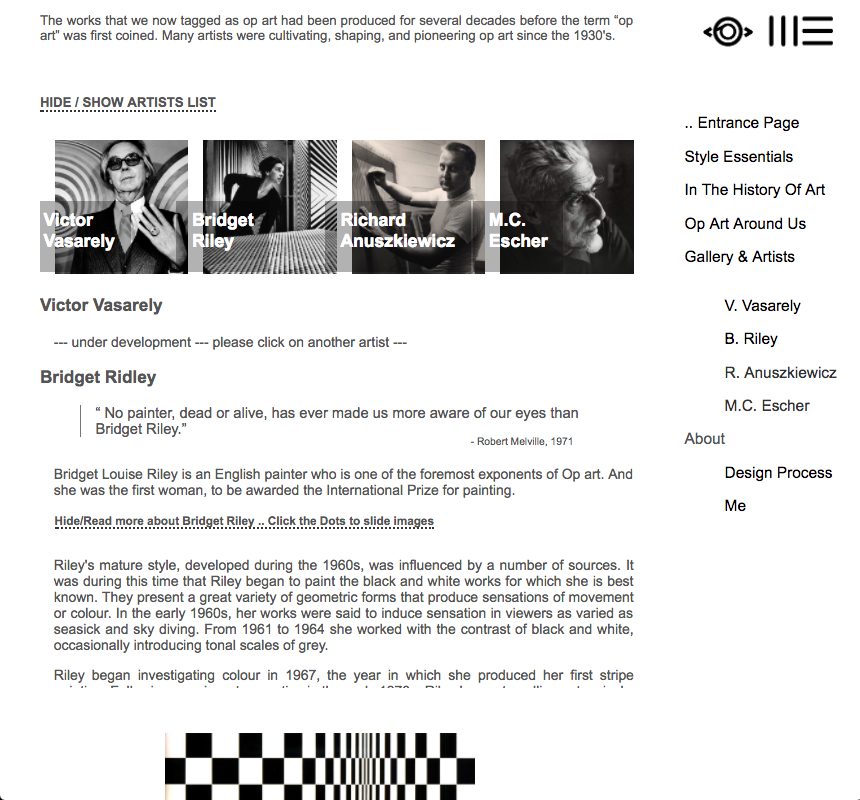 The works that we now tagged as op art had been produced for several decades before the term “op
art” was first coined. Many artists were cultivating, shaping, and pioneering op art since the 1930's.
HIDE / SHOW ARTISTS LIST
Victor
Vasarely
Bridget
Riley
Richard
Anuszkiewicz
M.C.
Escher
Victor Vasarely
--- under development --- please click on another artist ---
Bridget Ridley
“ No painter, dead or alive, has ever made us more aware of our eyes than
Bridget Riley.”
- Robert Melville, 1971
Bridget Louise Riley is an English painter who is one of the foremost exponents of Op art. And
she was the first woman, to be awarded the International Prize for painting.
Hide/Read more about Bridget Riley .. Click the Dots to slide images
Riley's mature style, developed during the 1960s, was influenced by a number of sources. It
was during this time that Riley began to paint the black and white works for which she is best
known. They present a great variety of geometric forms that produce sensations of movement
or colour. In the early 1960s, her works were said to induce sensation in viewers as varied as
seasick and sky diving. From 1961 to 1964 she worked with the contrast of black and white,
occasionally introducing tonal scales of grey.
Riley began investigating colour in 1967, the year in which she produced her first stripe
.. Entrance Page
Style Essentials
In The History Of Art
Op Art Around Us
Gallery & Artists
V. Vasarely
B. Riley
R. Anuszkiewicz
M.C. Escher
About
Design Process
Me